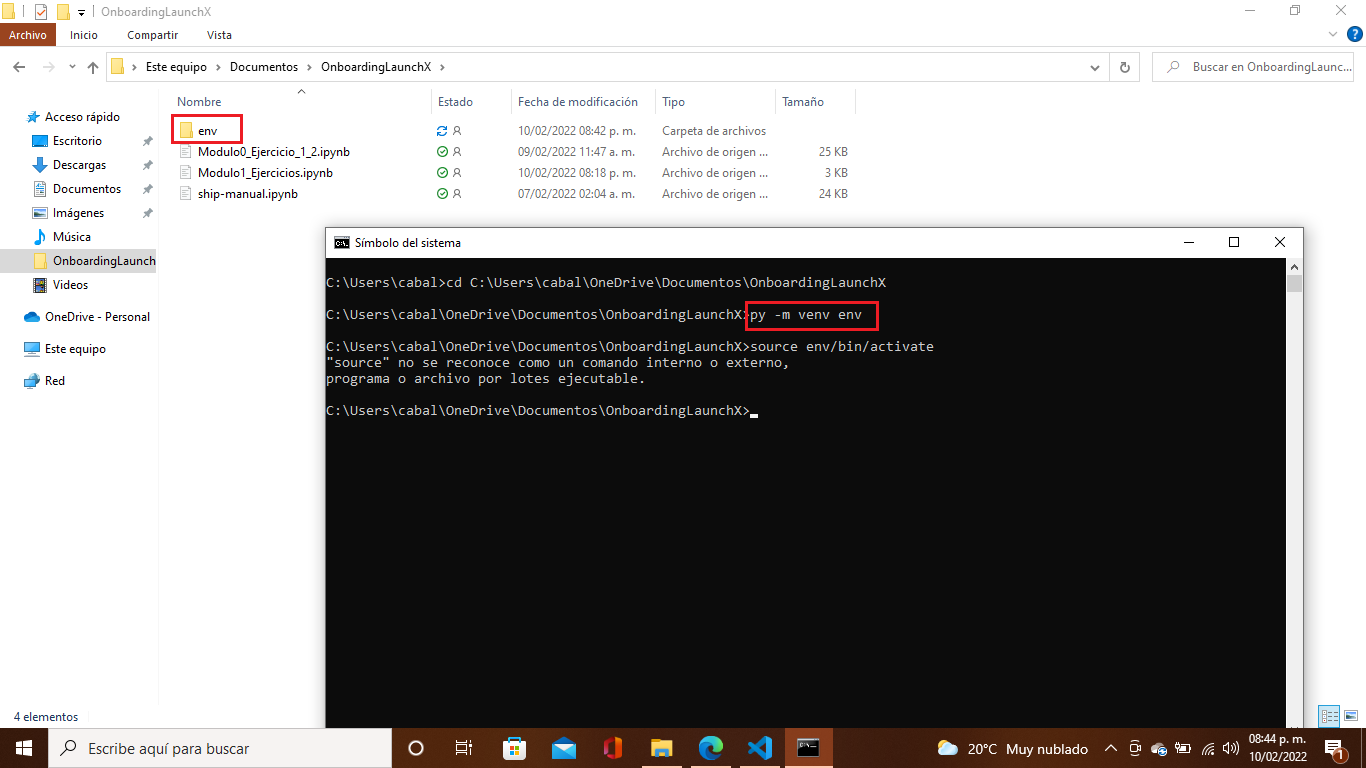 OnboardingLaunchX
Archivo Inicio Compartir Vista
Este equipo Documentos OnboardingLaunchX
Buscar en OnboardingLaunc...
Nombre Estado Fecha de modificación Tipo Tamaño
env 10/02/2022 08:42 p. m. Carpeta de archivos
Modulo0_Ejercicio_1_2.ipynb 09/02/2022 11:47 a. m. Archivo de origen ... 25 KB
Modulo1_Ejercicios.ipynb 10/02/2022 08:18 p. m. Archivo de origen ... 3 KB
ship-manual.ipynb 07/02/2022 02:04 a. m. Archivo de origen ... 24 KB
Acceso rápido
Escritorio
Descargas
Documentos
Imágenes
Música
OnboardingLaunch
Videos
OneDrive - Personal
Este equipo
Red
Símbolo del sistema
C:\Users\cabal>cd C:\Users\cabal\OneDrive\Documentos\OnboardingLaunchX
C:\Users\cabal\OneDrive\Documentos\OnboardingLaunchX>py -m venv env
C:\Users\cabal\OneDrive\Documentos\OnboardingLaunchX>source env/bin/activate
"source" no se reconoce como un comando interno o externo,
programa o archivo por lotes ejecutable.
C:\Users\cabal\OneDrive\Documentos\OnboardingLaunchX>
4 elementos
Escribe aquí para buscar
20°C Muy nublado
08:44 p. m.
10/02/2022
1